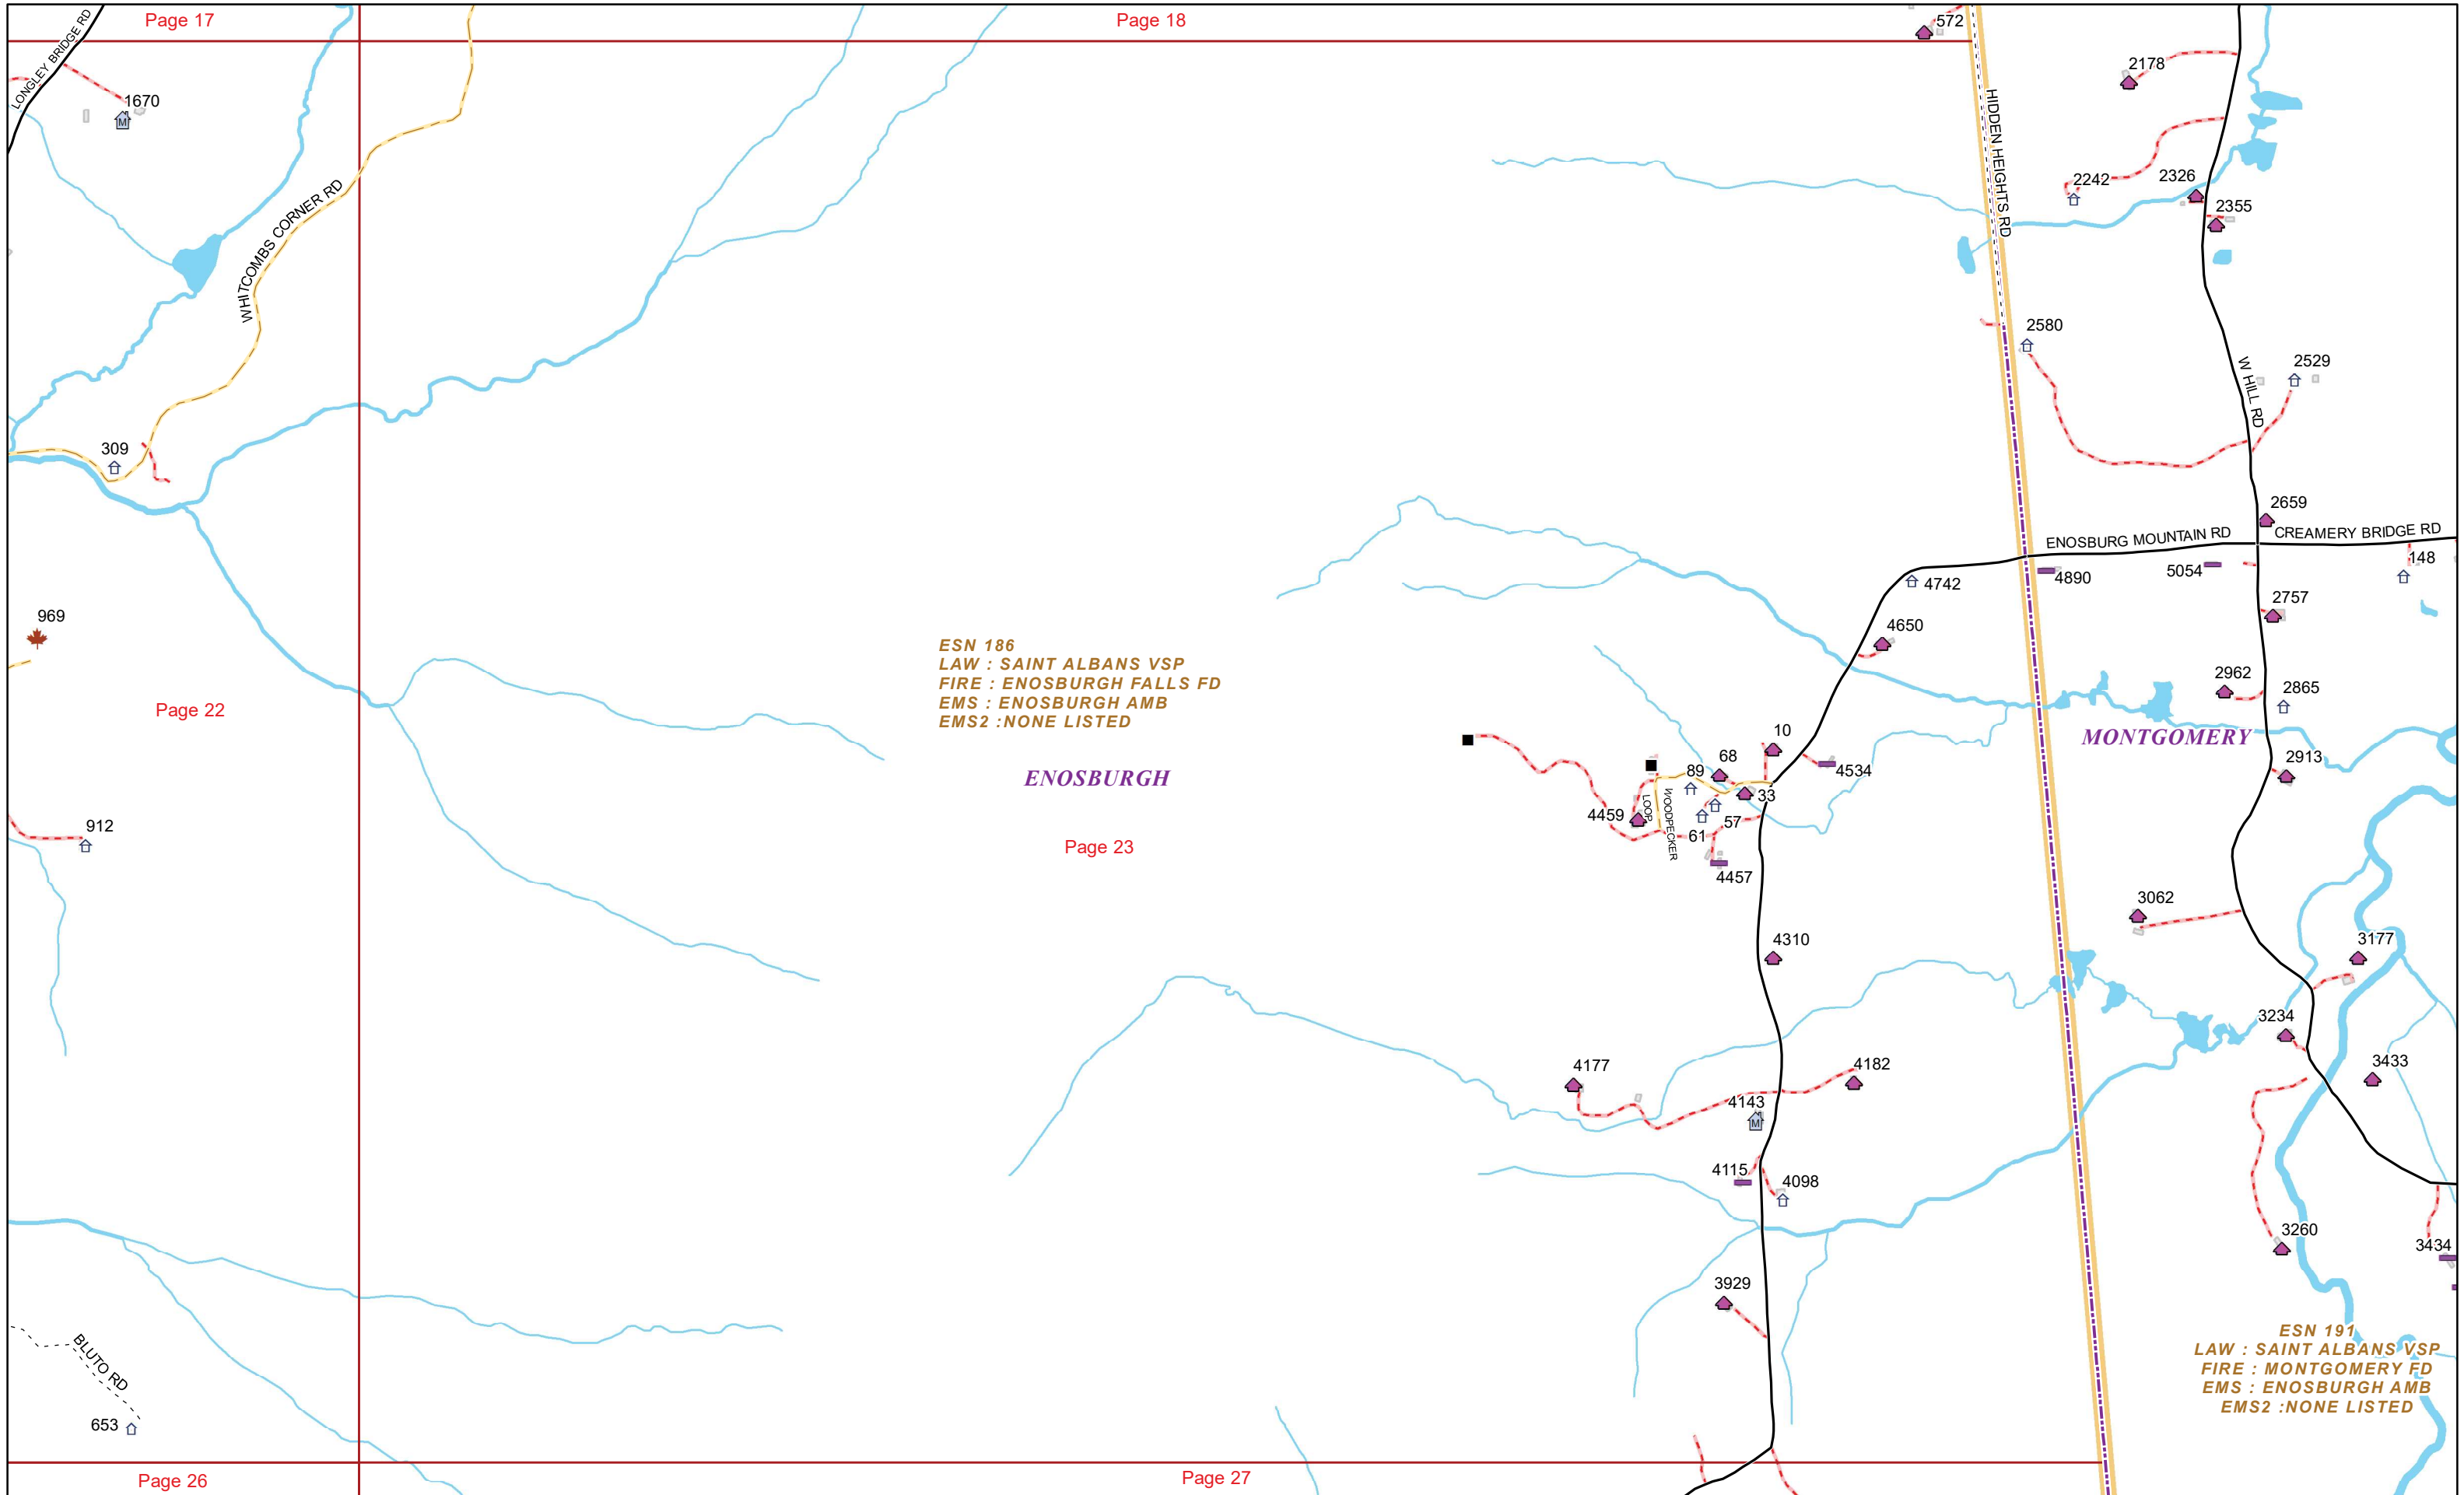 Page 17
Page 18
572
LONGLEY BRIDGE RD
2178
1670
M
HIDDEN HEIGHTS RD
2242
2326
2355
WHITCOMBS CORNER RD
2580
2529
W HILL RD
309
2659
ENOSBURG MOUNTAIN RD
CREAMERY BRIDGE RD
148
4742
4890
5054
969
2757
4650
ESN 186
LAW : SAINT ALBANS VSP
FIRE : ENOSBURGH FALLS FD
EMS : ENOSBURGH AMB
EMS2 :NONE LISTED
2962
2865
Page 22
10
MONTGOMERY
68
2913
89
4534
ENOSBURGH
33
4459
LOOP
WOODPECKER
57
61
912
Page 23
4457
3062
4310
3177
3234
4177
4182
3433
4143
M
4115
4098
3260
3434
3929
ESN 191
LAW : SAINT ALBANS VSP
FIRE : MONTGOMERY FD
EMS : ENOSBURGH AMB
EMS2 :NONE LISTED
BLUTO RD
653
Page 26
Page 27